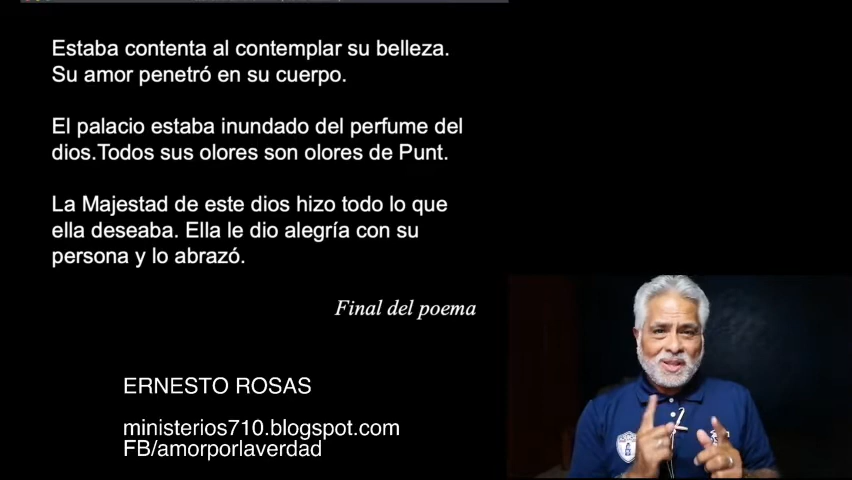 Estaba contenta al contemplar su belleza.
Su amor penetró en su cuerpo.
El palacio estaba inundado del perfume del
dios.Todos sus olores son olores de Punt.
La Majestad de este dios hizo todo lo que
ella deseaba. Ella le dio alegría con su
persona y lo abrazó.
Final del poema
ERNESTO ROSAS
ministerios710.blogspot.com
FB/amorporlaverdad